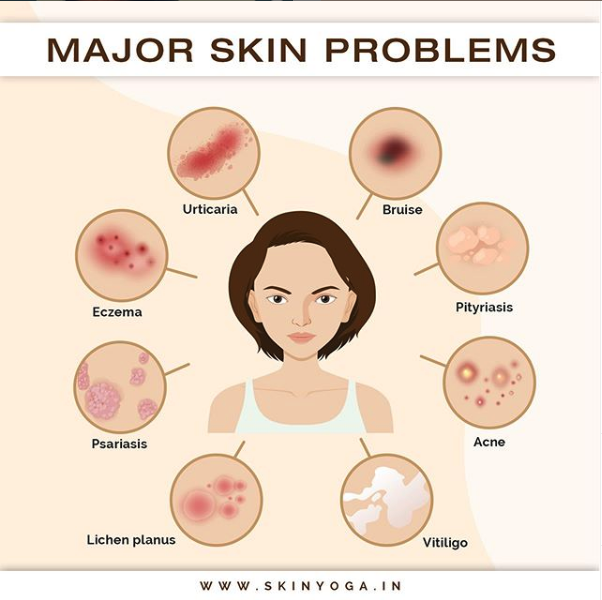 MAJOR SKIN PROBLEMS
Urticaria
Bruise
Eczema
Pityriasis
Psariasis
Acne
Lichen planus
Vitiligo
WWW.SKINYOGA.IN